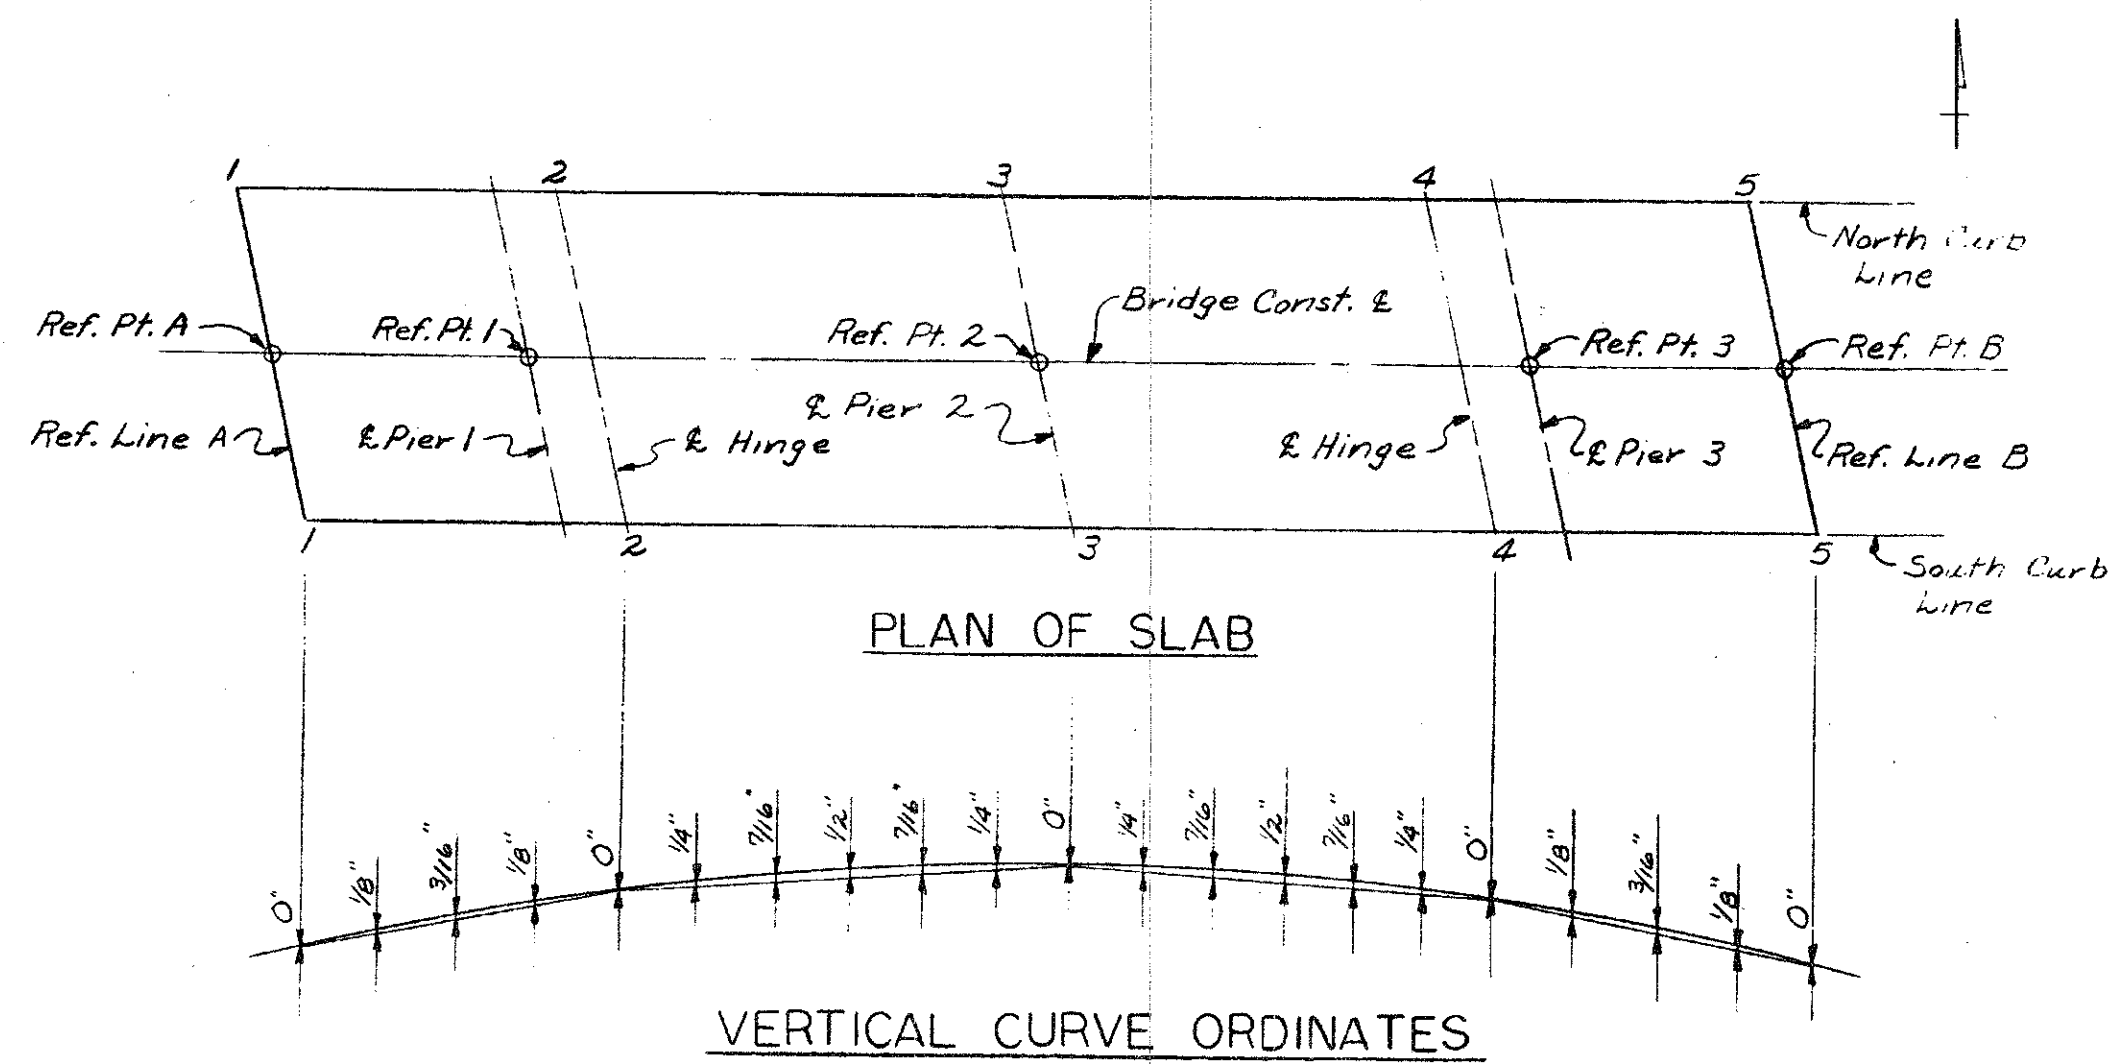 1 2 3 4 5
North Curb
Line
Bridge Const. ℄
Ref. Pt. A
Ref. Pt. 1
Ref. Pt. 2
Ref. Pt. 3
Ref. Pt. B
Ref. Line A
℄ Pier 1
℄ Hinge
℄ Pier 2
℄ Hinge
℄ Pier 3
Ref. Line B
1 2 3 4 5
South Curb
Line
PLAN OF SLAB
0" 1/8" 3/16" 1/8" 0" 1/4" 7/16" 1/2" 7/16" 1/4" 0" 1/4" 7/16" 1/2" 7/16" 1/4" 0" 1/8" 3/16" 1/8" 0"
VERTICAL CURVE ORDINATES